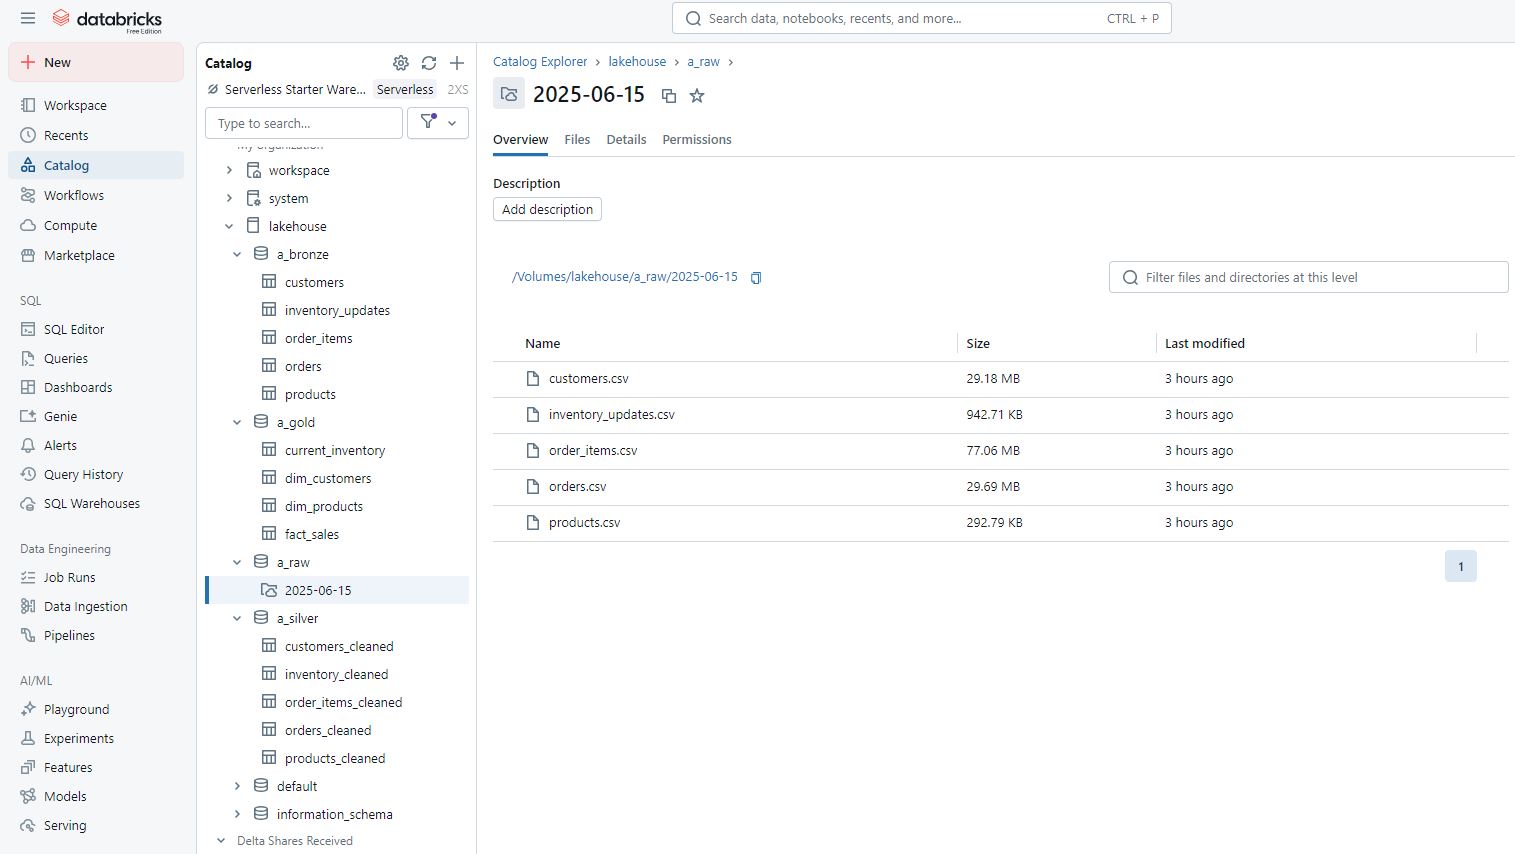 databricks
Free Edition
Search data, notebooks, recents, and more...
CTRL + P
New
Workspace
Recents
Catalog
Workflows
Compute
Marketplace
SQL
SQL Editor
Queries
Dashboards
Genie
Alerts
Query History
SQL Warehouses
Data Engineering
Job Runs
Data Ingestion
Pipelines
AI/ML
Playground
Experiments
Features
Models
Serving
Catalog
Serverless Starter Ware... Serverless 2XS
Type to search...
My organization
workspace
system
lakehouse
a_bronze
customers
inventory_updates
order_items
orders
products
a_gold
current_inventory
dim_customers
dim_products
fact_sales
a_raw
2025-06-15
a_silver
customers_cleaned
inventory_cleaned
order_items_cleaned
orders_cleaned
products_cleaned
default
information_schema
Delta Shares Received
Catalog Explorer > lakehouse > a_raw >
2025-06-15
Overview Files Details Permissions
Description
Add description
/Volumes/lakehouse/a_raw/2025-06-15
Filter files and directories at this level
Name Size Last modified
customers.csv 29.18 MB 3 hours ago
inventory_updates.csv 942.71 KB 3 hours ago
order_items.csv 77.06 MB 3 hours ago
orders.csv 29.69 MB 3 hours ago
products.csv 292.79 KB 3 hours ago
1